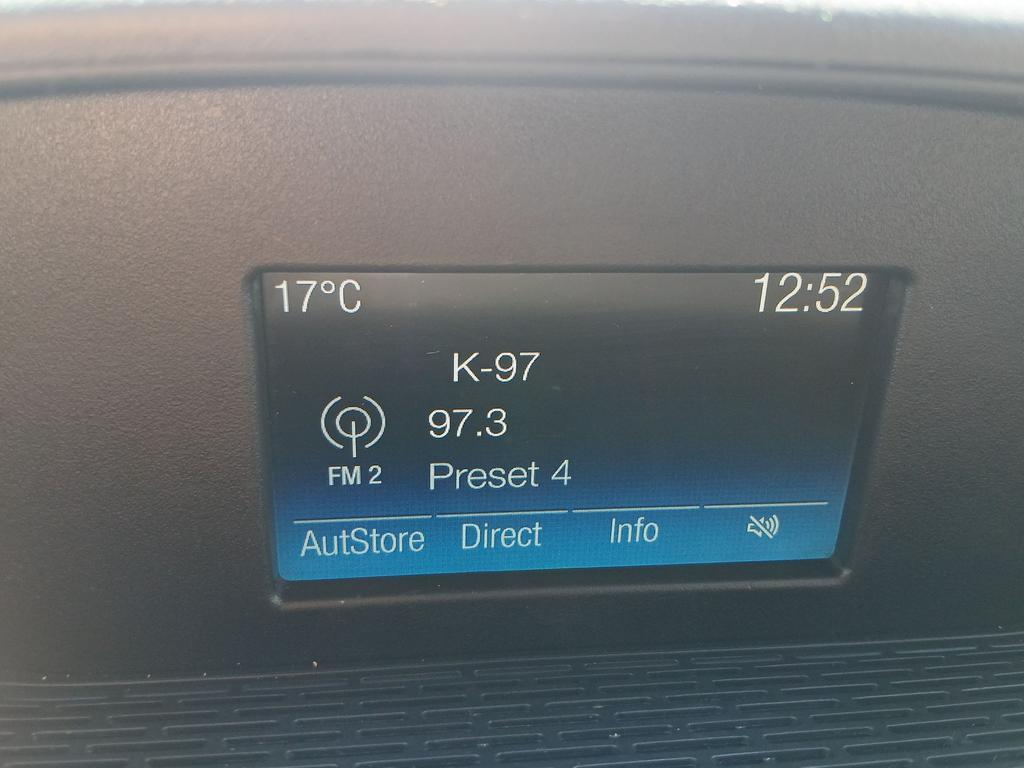 17°C 12:52
K-97
97.3
FM 2 Preset 4
AutStore Direct Info